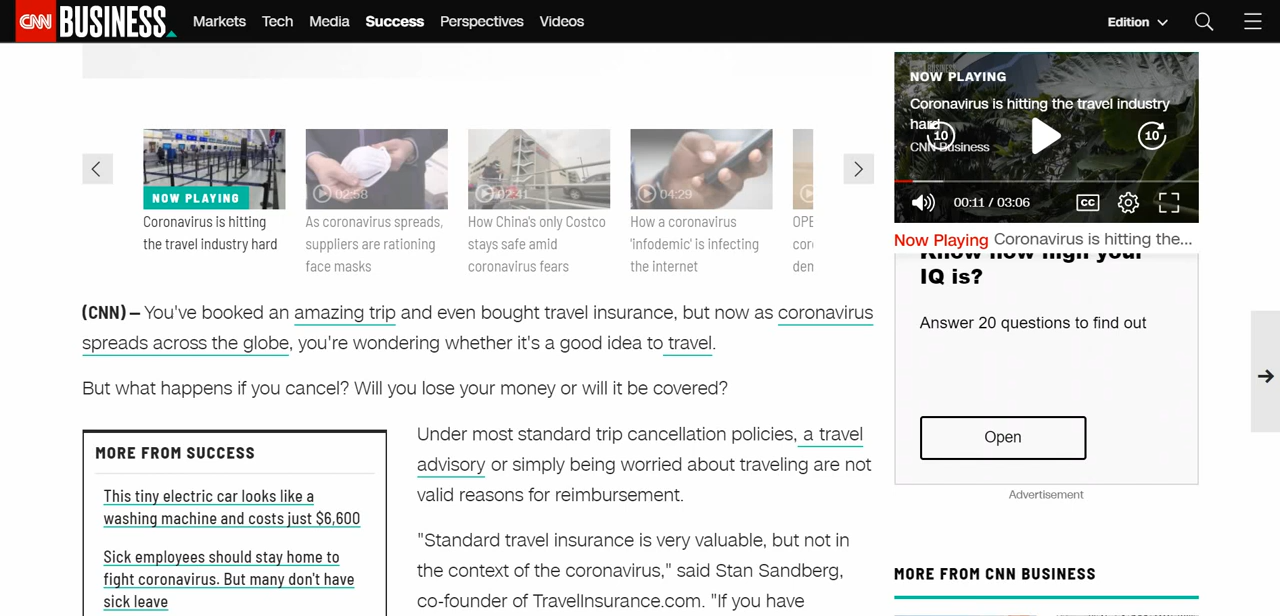 CNN BUSINESS Markets Tech Media Success Perspectives Videos Edition
NOW PLAYING
Coronavirus is hitting the travel industry
hard
10 10
CNN Business
00:11 / 03:06 CC
Now Playing Coronavirus is hitting the...
NOW PLAYING
Coronavirus is hitting
the travel industry hard
02:58
As coronavirus spreads,
suppliers are rationing
face masks
02:41
How China's only Costco
stays safe amid
coronavirus fears
04:29
How a coronavirus
'infodemic' is infecting
the internet
(CNN) — You've booked an amazing trip and even bought travel insurance, but now as coronavirus
spreads across the globe, you're wondering whether it's a good idea to travel.
But what happens if you cancel? Will you lose your money or will it be covered?
MORE FROM SUCCESS
This tiny electric car looks like a
washing machine and costs just $6,600
Sick employees should stay home to
fight coronavirus. But many don't have
sick leave
Under most standard trip cancellation policies, a travel
advisory or simply being worried about traveling are not
valid reasons for reimbursement.
"Standard travel insurance is very valuable, but not in
the context of the coronavirus," said Stan Sandberg,
co-founder of TravelInsurance.com. "If you have
Know how high your
IQ is?
Answer 20 questions to find out
Open
Advertisement
MORE FROM CNN BUSINESS